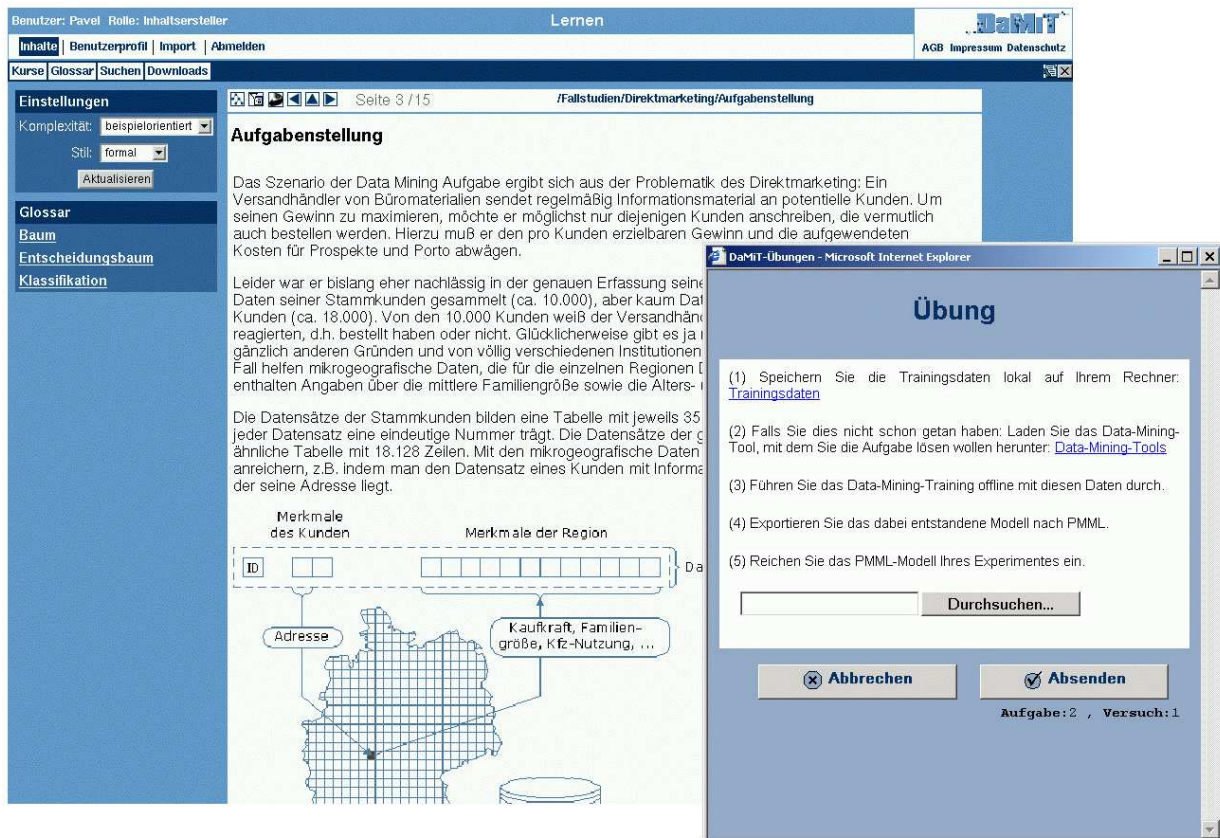 Benutzer: Pavel Rolle: Inhaltsersteller
Lernen
DaMiT
Inhalte | Benutzerprofil | Import | Abmelden
AGB Impressum Datenschutz
Kurse Glossar Suchen Downloads
Einstellungen
Komplexität: beispielorientiert
Stil: formal
Aktualisieren
Glossar
Baum
Entscheidungsbaum
Klassifikation
Seite 3 / 15
/Fallstudien/Direktmarketing/Aufgabenstellung
Aufgabenstellung
Das Szenario der Data Mining Aufgabe ergibt sich aus der Problematik des Direktmarketing: Ein
Versandhändler von Büromaterialien sendet regelmäßig Informationsmaterial an potentielle Kunden. Um
seinen Gewinn zu maximieren, möchte er möglichst nur diejenigen Kunden anschreiben, die vermutlich
auch bestellen werden. Hierzu muß er den pro Kunden erzielbaren Gewinn und die aufgewendeten
Kosten für Prospekte und Porto abwägen.
Leider war er bislang eher nachlässig in der genauen Erfassung seine
Daten seiner Stammkunden gesammelt (ca. 10.000), aber kaum Dat
Kunden (ca. 18.000). Von den 10.000 Kunden weiß der Versandhän
reagierten, d.h. bestellt haben oder nicht. Glücklicherweise gibt es ja
gänzlich anderen Gründen und von völlig verschiedenen Institutionen
Fall helfen mikrogeografische Daten, die für die einzelnen Regionen
enthalten Angaben über die mittlere Familiengröße sowie die Alters-
Die Datensätze der Stammkunden bilden eine Tabelle mit jeweils 35
jeder Datensatz eine eindeutige Nummer trägt. Die Datensätze der
ähnliche Tabelle mit 18.128 Zeilen. Mit den mikrogeografische Daten
anreichern, z.B. indem man den Datensatz eines Kunden mit Informa
der seine Adresse liegt.
Merkmale
des Kunden
Merkmale der Region
ID
Da
Adresse
Kaufkraft, Familien-
größe, Kfz-Nutzung, ...
DaMiT-Übungen - Microsoft Internet Explorer
Übung
(1) Speichern Sie die Trainingsdaten lokal auf Ihrem Rechner:
Trainingsdaten
(2) Falls Sie dies nicht schon getan haben: Laden Sie das Data-Mining-
Tool, mit dem Sie die Aufgabe lösen wollen herunter: Data-Mining-Tools
(3) Führen Sie das Data-Mining-Training offline mit diesen Daten durch.
(4) Exportieren Sie das dabei entstandene Modell nach PMML.
(5) Reichen Sie das PMML-Modell Ihres Experimentes ein.
Durchsuchen...
Abbrechen
Absenden
Aufgabe:2 , Versuch:1